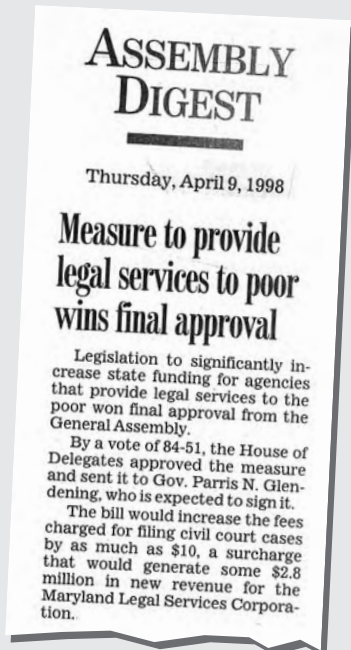 ASSEMBLY
DIGEST
Thursday, April 9, 1998
Measure to provide
legal services to poor
wins final approval
Legislation to significantly in-
crease state funding for agencies
that provide legal services to the
poor won final approval from the
General Assembly.
By a vote of 84-51, the House of
Delegates approved the measure
and sent it to Gov. Parris N. Glen-
dening, who is expected to sign it.
The bill would increase the fees
charged for filing civil court cases
by as much as $10, a surcharge
that would generate some $2.8
million in new revenue for the
Maryland Legal Services Corpora-
tion.